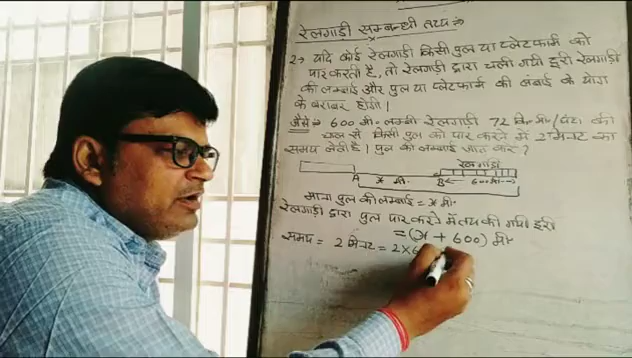 रेलगाड़ी सम्बन्धी तथ्य :-
2→ यदि कोई रेलगाड़ी किसी पुल या प्लेटफार्म को
पार करती है, तो रेलगाड़ी द्वारा चली गयी दूरी रेलगाड़ी
की लम्बाई और पुल या प्लेटफार्म की लंबाई के योग
के बराबर होगी।
जैसे :- 600 मी० लम्बी रेलगाड़ी 72 कि०मी०/घंटा की
चाल से किसी पुल को पार करने में 2 मिनट का
समय लेती है। पुल की लम्बाई ज्ञात करें?
रेलगाड़ी
A x मी० B ← 600मी० →
माना पुल की लम्बाई = x मी०
रेलगाड़ी द्वारा पुल पार करने में तय की गयी दूरी
= (x + 600) मी०
समय = 2 मिनट = 2×6